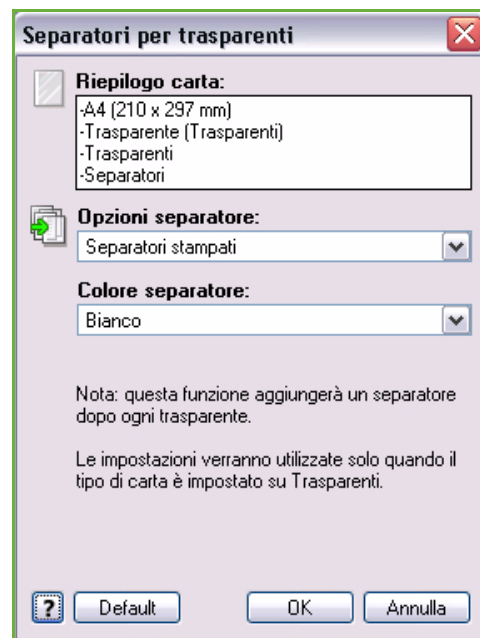 Separatori per trasparenti
Riepilogo carta:
-A4 (210 x 297 mm)
-Trasparente (Trasparenti)
-Trasparenti
-Separatori
Opzioni separatore:
Separatori stampati
Colore separatore:
Bianco
Nota: questa funzione aggiungerà un separatore
dopo ogni trasparente.
Le impostazioni verranno utilizzate solo quando il
tipo di carta è impostato su Trasparenti.
? Default OK Annulla